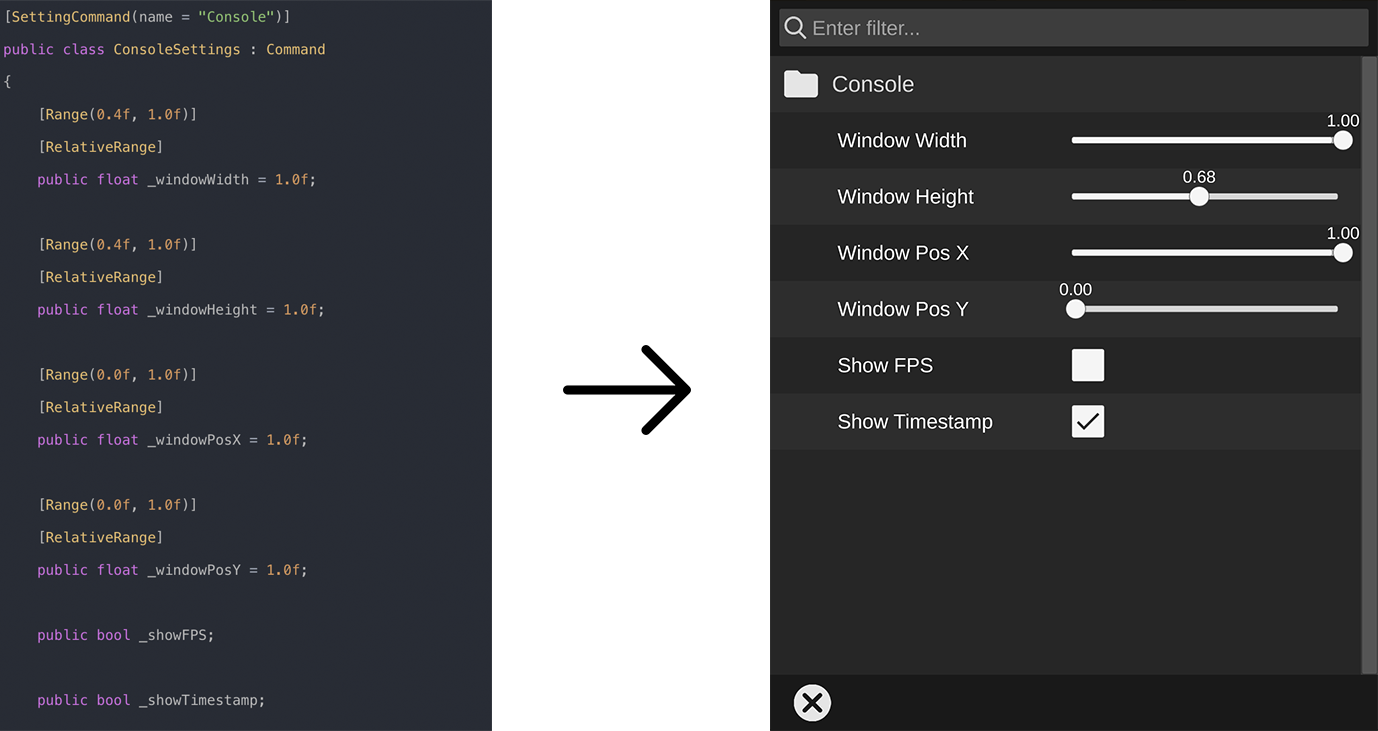 [SettingCommand(name = "Console")]
public class ConsoleSettings : Command
{
[Range(0.4f, 1.0f)]
[RelativeRange]
public float _windowWidth = 1.0f;
[Range(0.4f, 1.0f)]
[RelativeRange]
public float _windowHeight = 1.0f;
[Range(0.0f, 1.0f)]
[RelativeRange]
public float _windowPosX = 1.0f;
[Range(0.0f, 1.0f)]
[RelativeRange]
public float _windowPosY = 1.0f;
public bool _showFPS;
public bool _showTimestamp;
Enter filter...
Console
Window Width 1.00
Window Height 0.68
Window Pos X 1.00
Window Pos Y 0.00
Show FPS
Show Timestamp